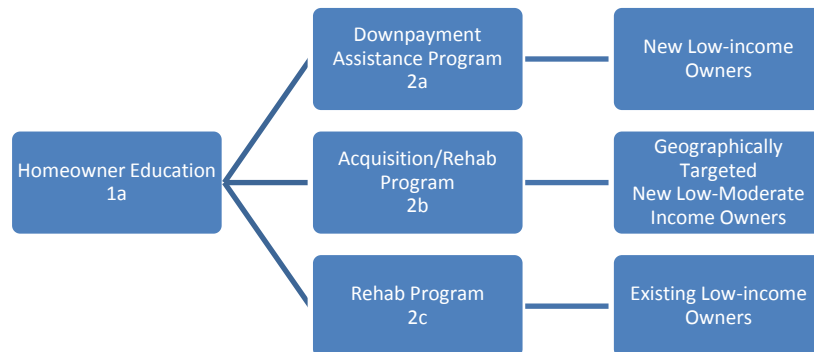 Homeowner Education
1a
Downpayment
Assistance Program
2a
New Low-income
Owners
Acquisition/Rehab
Program
2b
Geographically
Targeted
New Low-Moderate
Income Owners
Rehab Program
2c
Existing Low-income
Owners